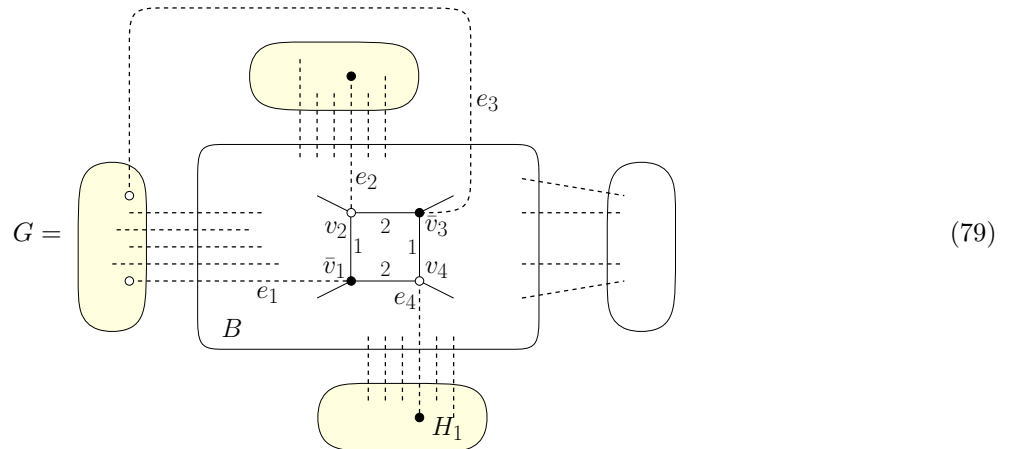 e₃
e₂
G =
(79)
v₂
2
v̄₃
1
1
v̄₁
2
v₄
e₁
e₄
B
H₁